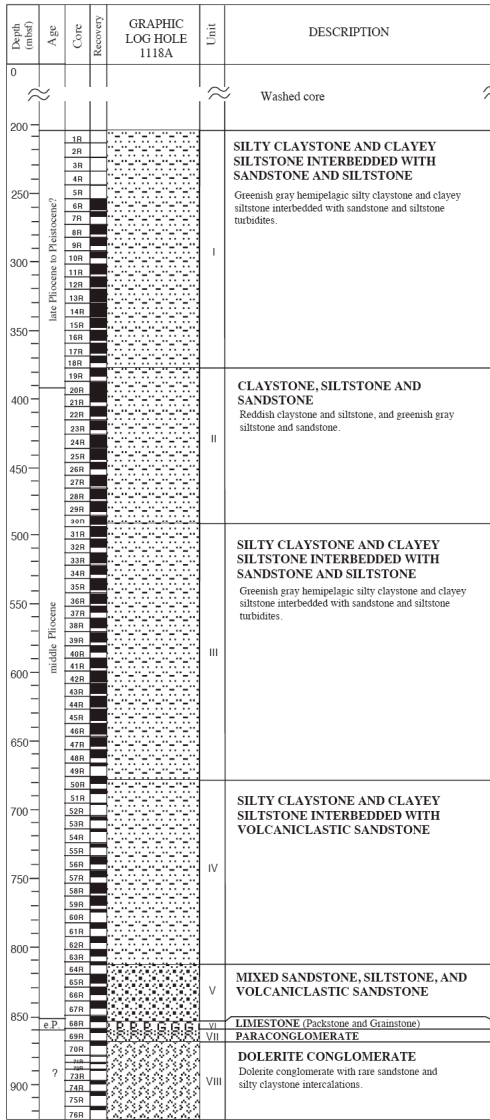 Depth (mbsf)
Age
Core
Recovery
GRAPHIC
LOG HOLE
1118A
Unit
DESCRIPTION
0
Washed core
200
250
300
350
400
450
500
550
600
650
700
750
800
850
900
late Pliocene to Pleistocene?
middle Pliocene
e.P.
?
1R
2R
3R
4R
5R
6R
7R
8R
9R
10R
11R
12R
13R
14R
15R
16R
17R
18R
19R
20R
21R
22R
23R
24R
25R
26R
27R
28R
29R
30R
31R
32R
33R
34R
35R
36R
37R
38R
39R
40R
41R
42R
43R
44R
45R
46R
47R
48R
49R
50R
51R
52R
53R
54R
55R
56R
57R
58R
59R
60R
61R
62R
63R
64R
65R
66R
67R
68R
69R
70R
71R
72R
73R
74R
75R
76R
P P P G G G
I
SILTY CLAYSTONE AND CLAYEY
SILTSTONE INTERBEDDED WITH
SANDSTONE AND SILTSTONE
Greenish gray hemipelagic silty claystone and clayey
siltstone interbedded with sandstone and siltstone
turbidites.
II
CLAYSTONE, SILTSTONE AND
SANDSTONE
Reddish claystone and siltstone, and greenish gray
siltstone and sandstone.
III
SILTY CLAYSTONE AND CLAYEY
SILTSTONE INTERBEDDED WITH
SANDSTONE AND SILTSTONE
Greenish gray hemipelagic silty claystone and clayey
siltstone interbedded with sandstone and siltstone
turbidites.
IV
SILTY CLAYSTONE AND CLAYEY
SILTSTONE INTERBEDDED WITH
VOLCANICLASTIC SANDSTONE
V
MIXED SANDSTONE, SILTSTONE, AND
VOLCANICLASTIC SANDSTONE
VI
LIMESTONE (Packstone and Grainstone)
VII
PARACONGLOMERATE
VIII
DOLERITE CONGLOMERATE
Dolerite conglomerate with rare sandstone and
silty claystone intercalations.